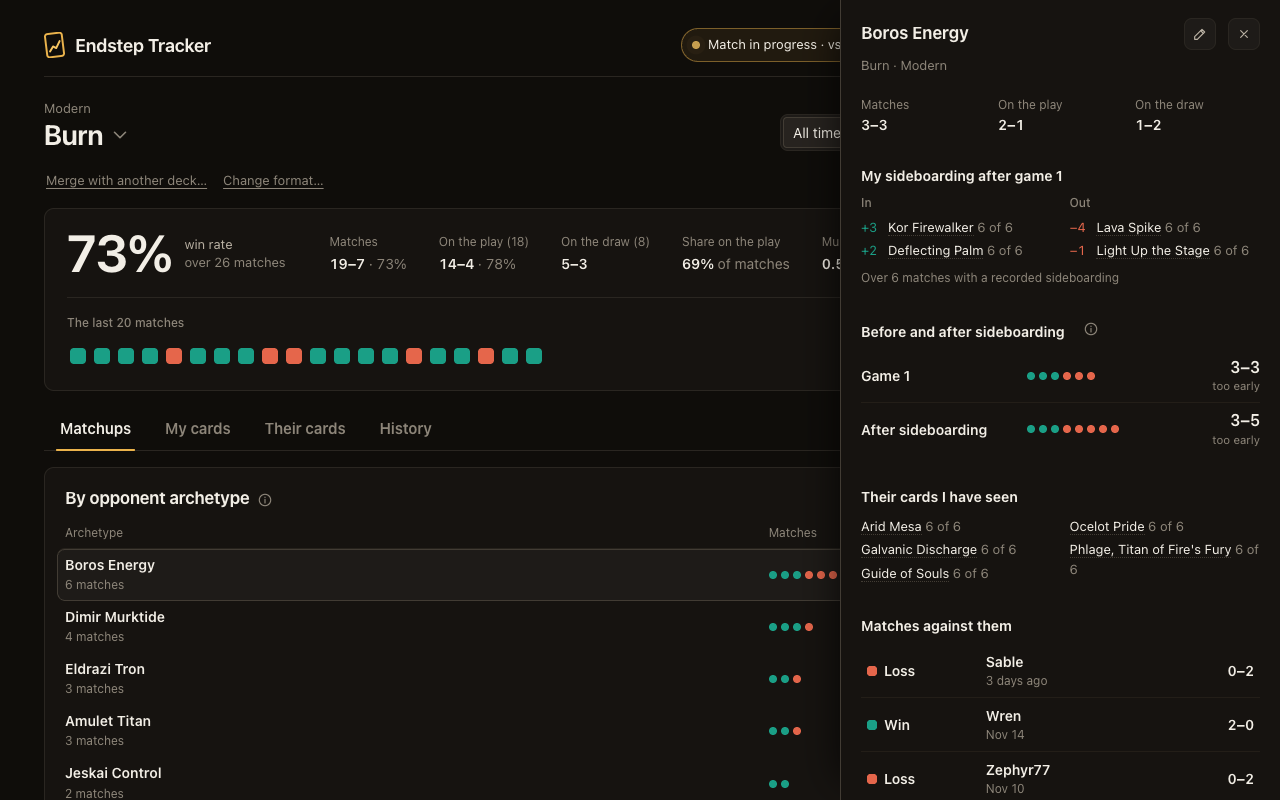 Endstep Tracker
Match in progress · vs
Modern
Burn
All time
Merge with another deck...
Change format...
73%
win rate
over 26 matches
Matches
19–7 · 73%
On the play (18)
14–4 · 78%
On the draw (8)
5–3
Share on the play
69% of matches
Mu
0.5
The last 20 matches
Matchups
My cards
Their cards
History
By opponent archetype
Archetype
Matches
Boros Energy
6 matches
Dimir Murktide
4 matches
Eldrazi Tron
3 matches
Amulet Titan
3 matches
Jeskai Control
2 matches
Boros Energy
Burn · Modern
Matches
3–3
On the play
2–1
On the draw
1–2
My sideboarding after game 1
In
+3 Kor Firewalker 6 of 6
+2 Deflecting Palm 6 of 6
Out
−4 Lava Spike 6 of 6
−1 Light Up the Stage 6 of 6
Over 6 matches with a recorded sideboarding
Before and after sideboarding
Game 1
3–3
too early
After sideboarding
3–5
too early
Their cards I have seen
Arid Mesa 6 of 6
Galvanic Discharge 6 of 6
Guide of Souls 6 of 6
Ocelot Pride 6 of 6
Phlage, Titan of Fire's Fury 6 of
6
Matches against them
Loss
Sable
3 days ago
0–2
Win
Wren
Nov 14
2–0
Loss
Zephyr77
Nov 10
0–2